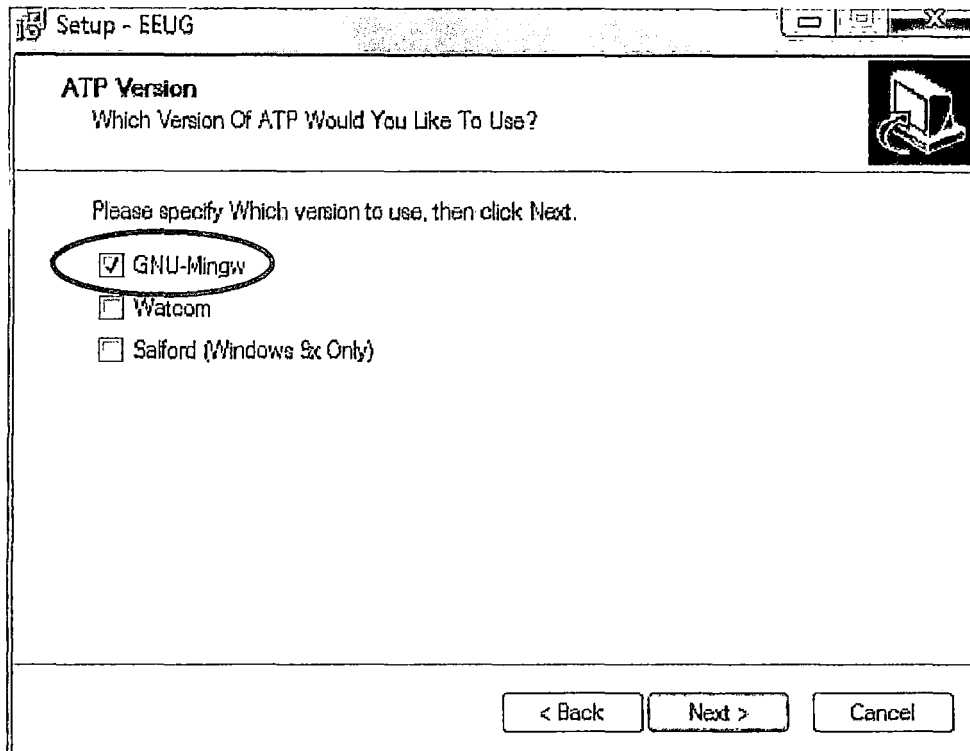 Setup - EEUG
ATP Version
Which Version Of ATP Would You Like To Use?
Please specify Which version to use, then click Next.
GNU-Mingw
Watcom
Salford (Windows 9x Only)
< Back
Next >
Cancel